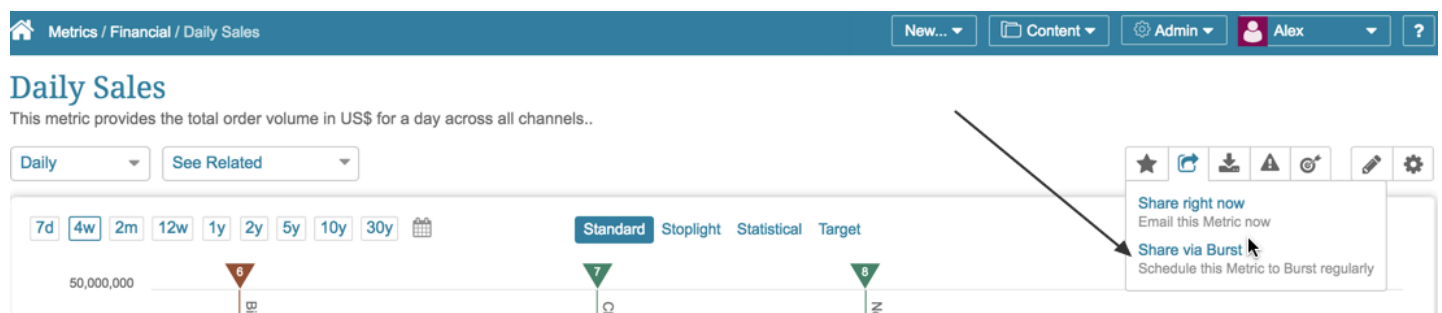 Metrics / Financial / Daily Sales
New...
Content
Admin
Alex
?
Daily Sales
This metric provides the total order volume in US$ for a day across all channels..
Daily
See Related
Share right now
Email this Metric now
Share via Burst
Schedule this Metric to Burst regularly
7d 4w 2m 12w 1y 2y 5y 10y 30y
Standard Stoplight Statistical Target
6
7
8
50,000,000